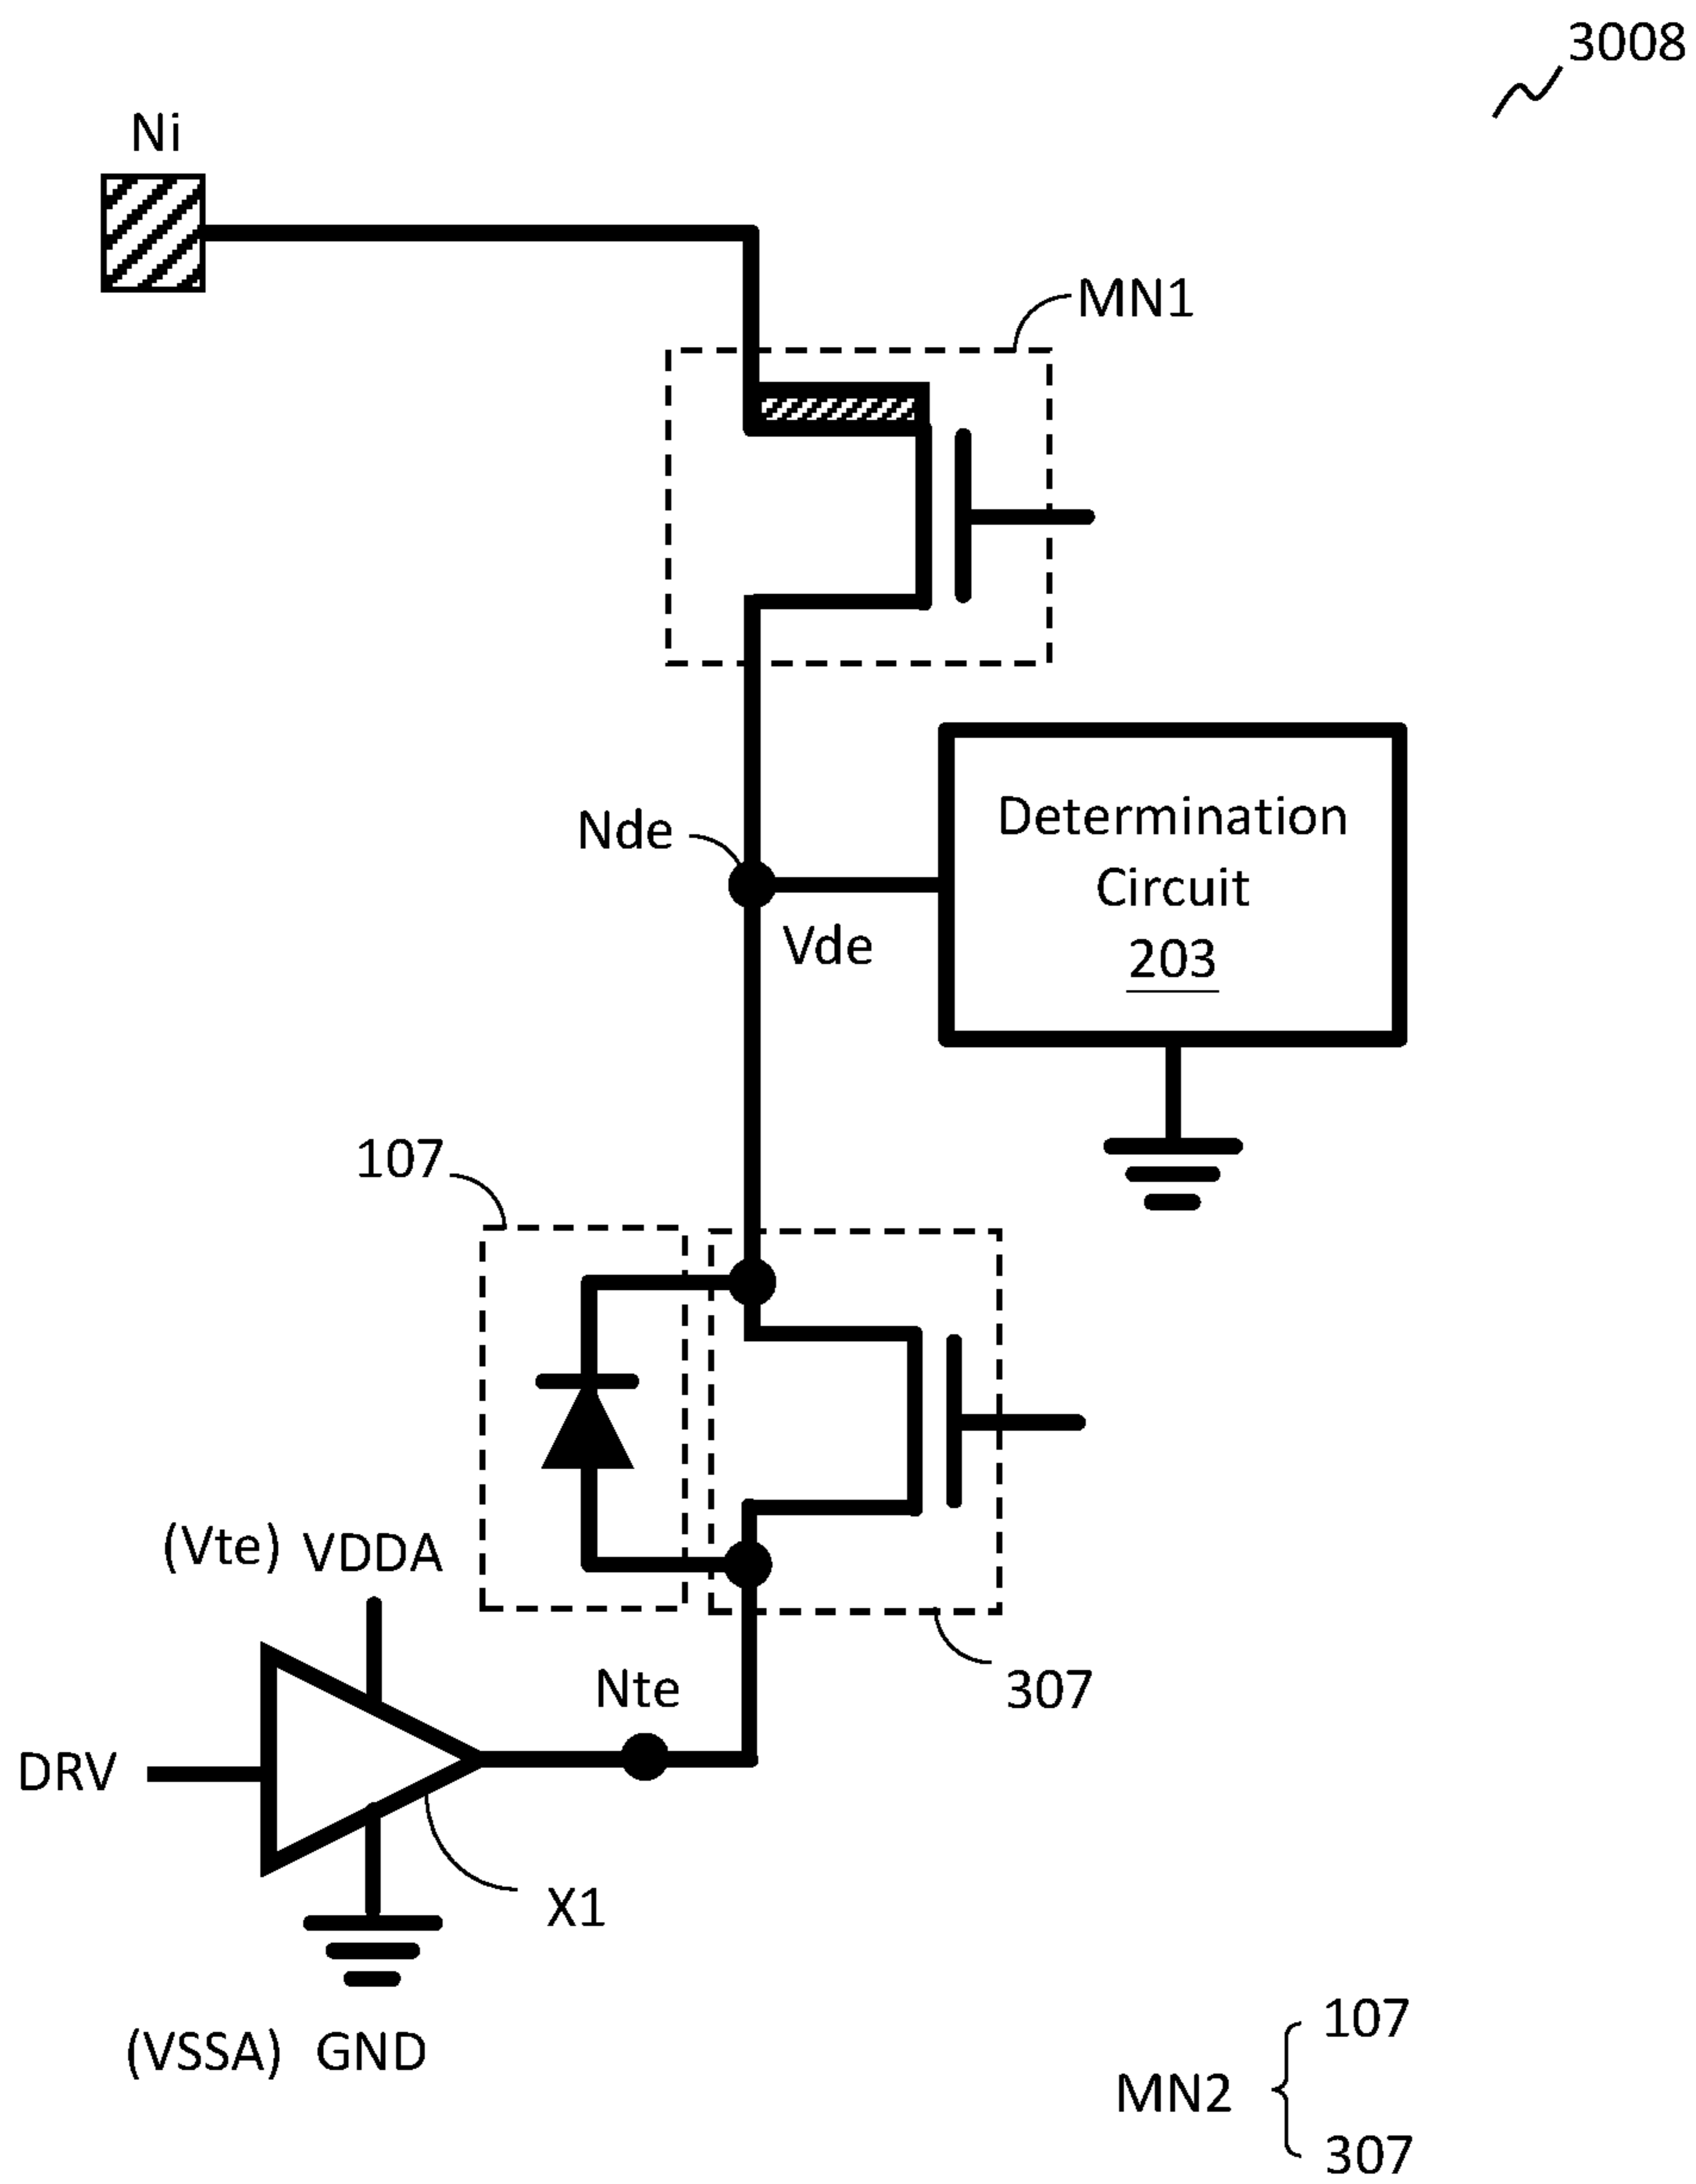 3008
Ni
MN1
Determination
Nde
Circuit
Vde
203
107
(Vte) VDDA
Nte
307
DRV
X1
(VSSA) GND
107
MN2
307